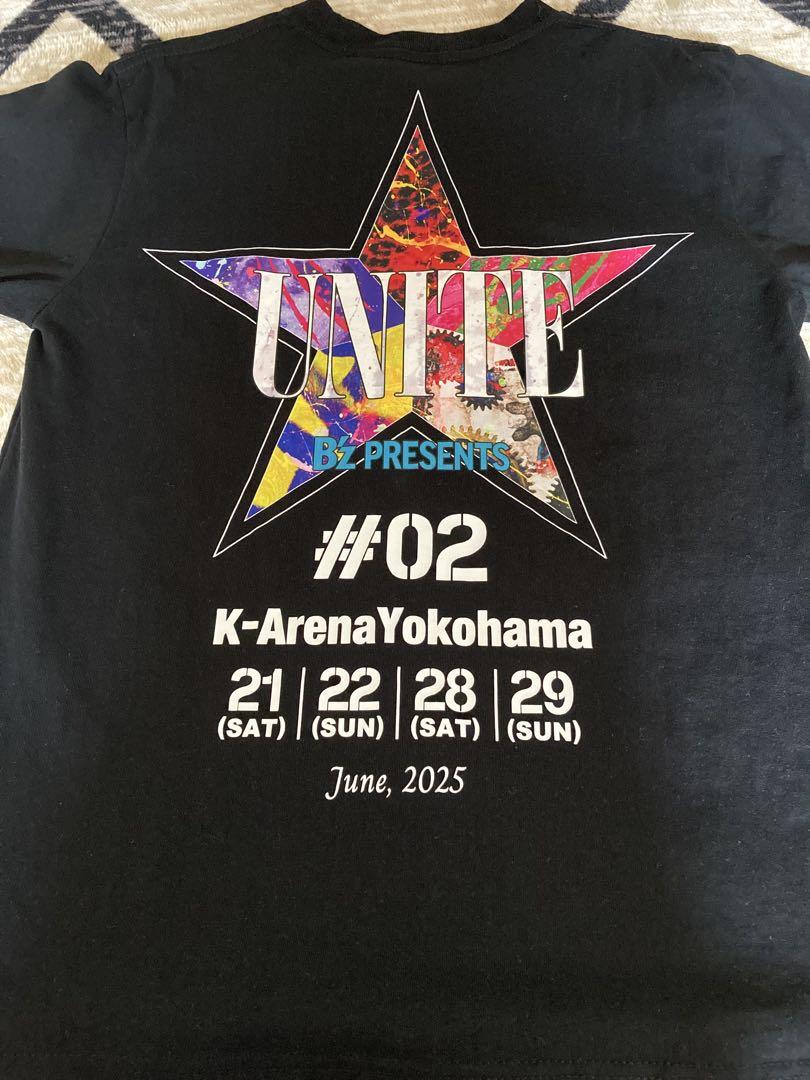 UNITE
B'z PRESENTS
#02
K-ArenaYokohama
21 | 22 | 28 | 29
(SAT) | (SUN) | (SAT) | (SUN)
June, 2025